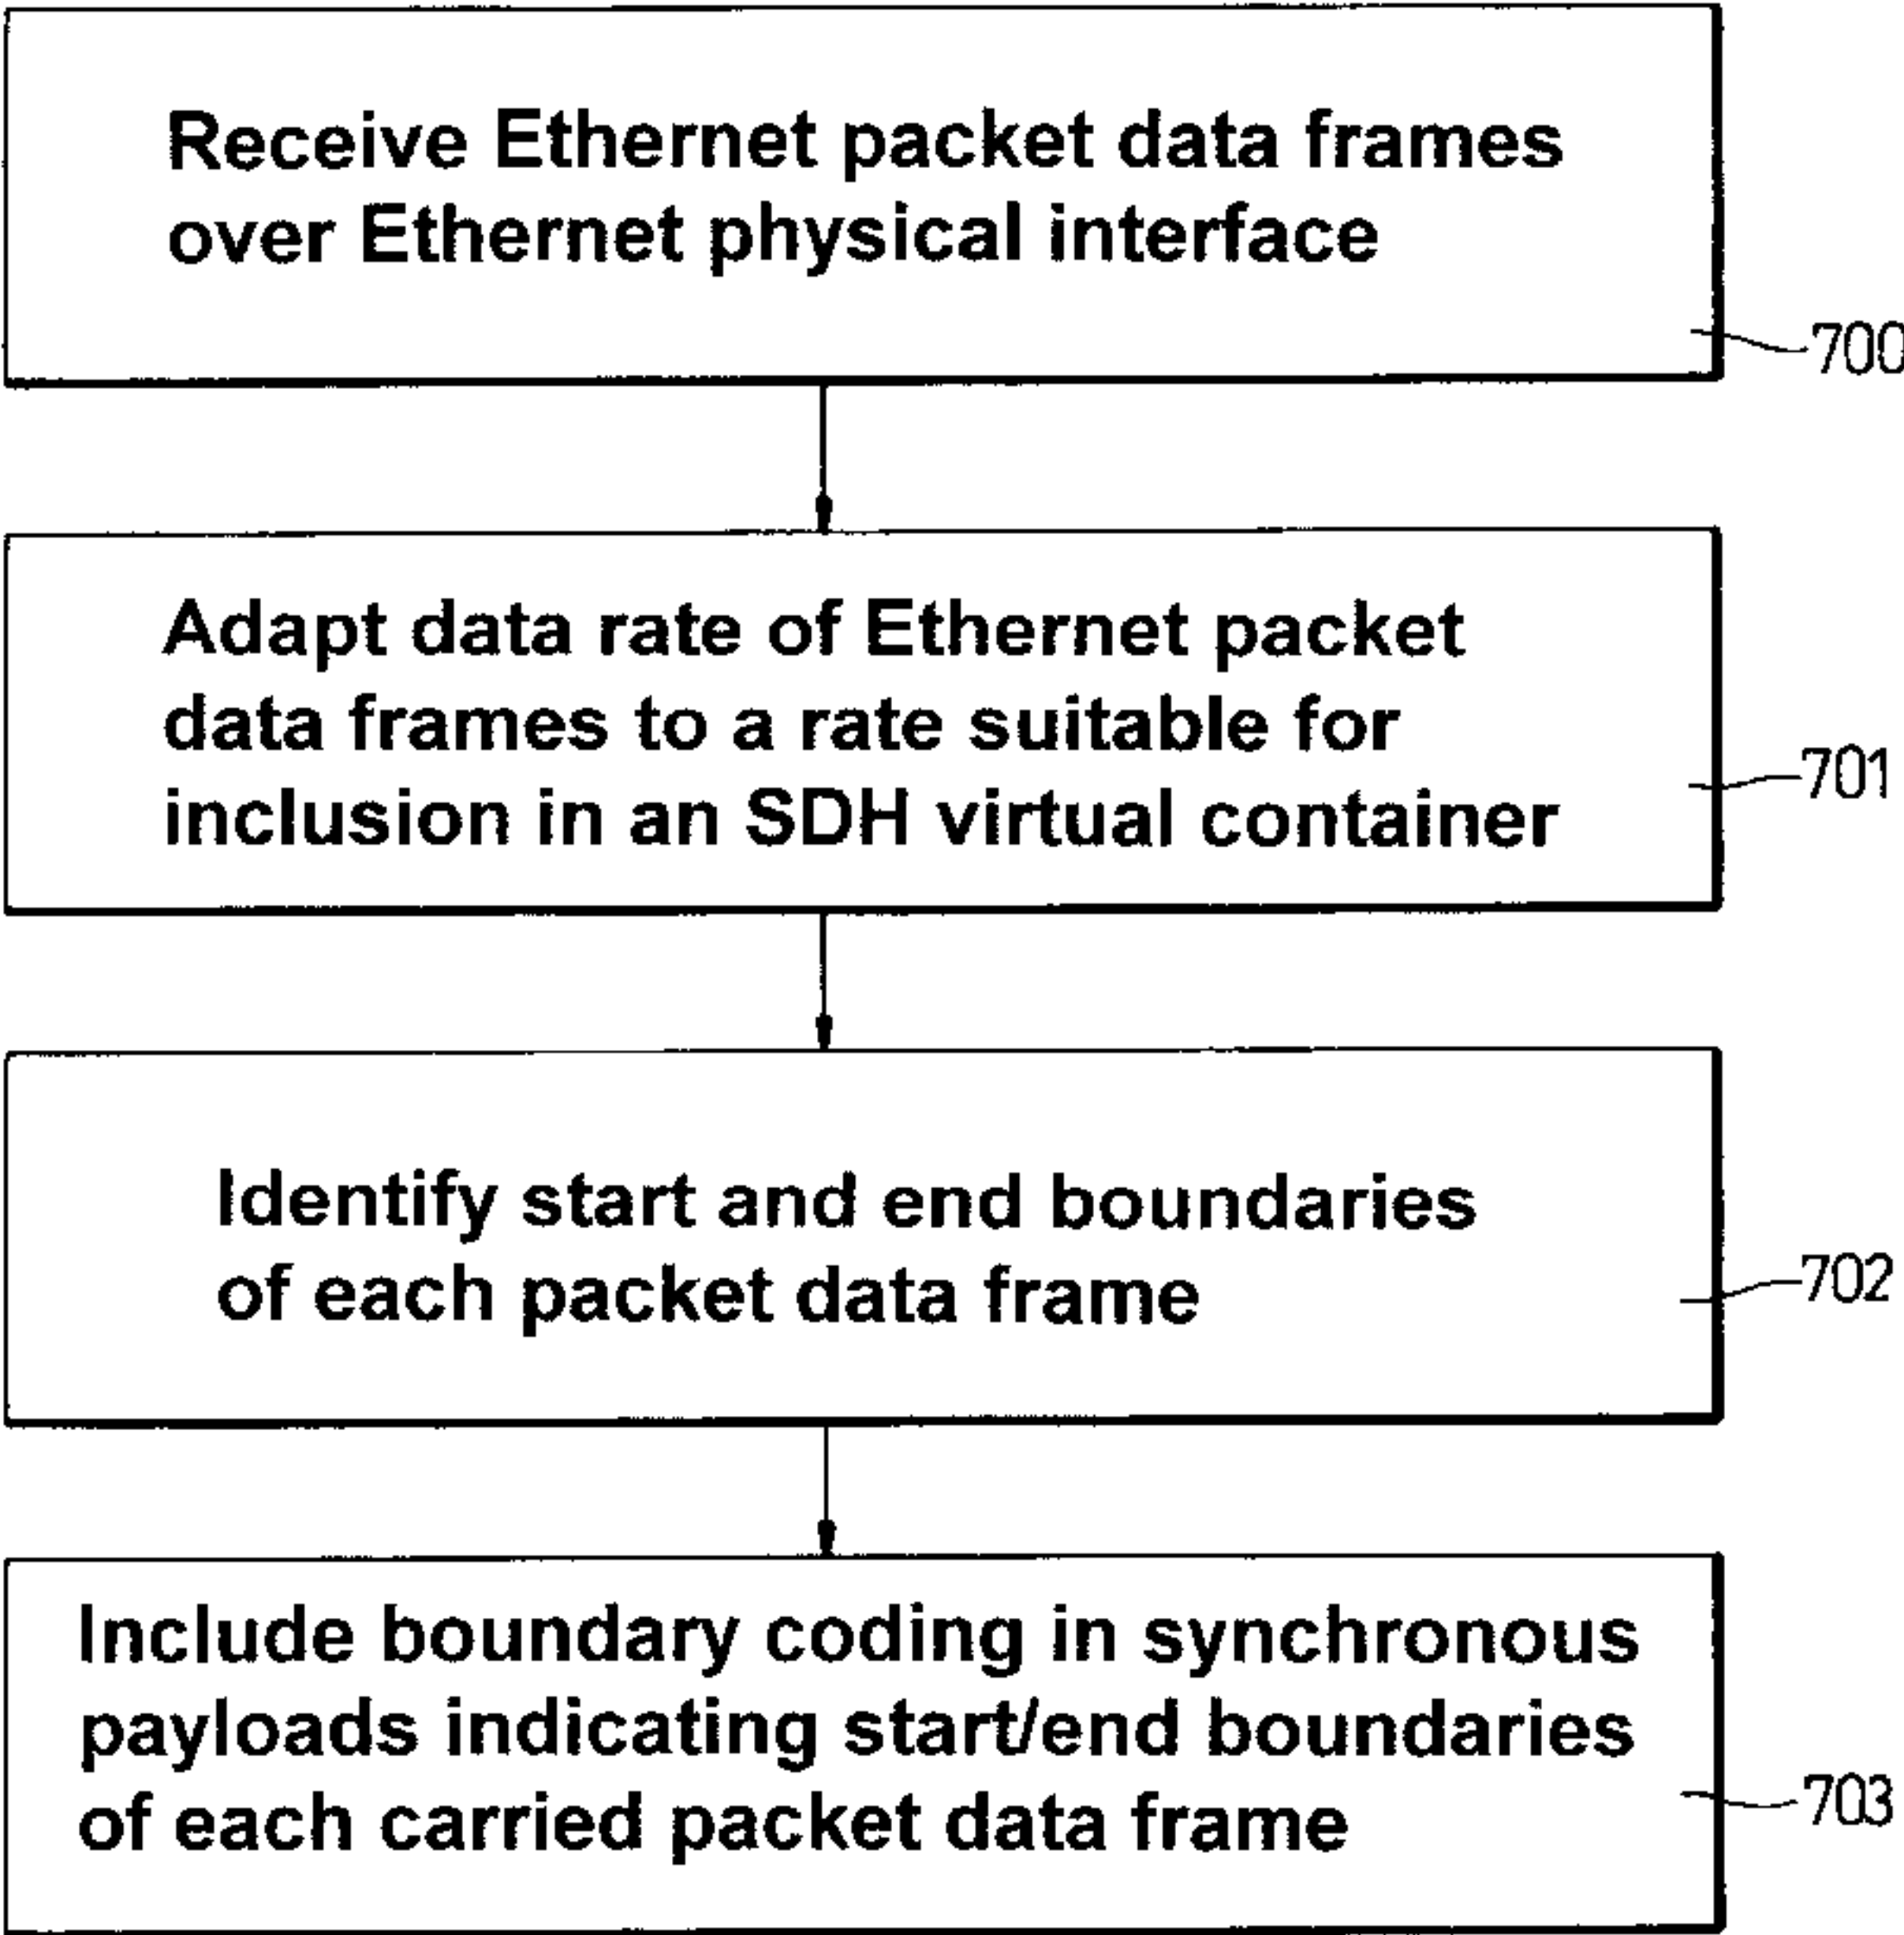 Receive Ethernet packet data frames
over Ethernet physical interface
700
Adapt data rate of Ethernet packet
data frames to a rate suitable for
inclusion in an SDH virtual container
701
Identify start and end boundaries
of each packet data frame
702
Include boundary coding in synchronous
payloads indicating start/end boundaries
of each carried packet data frame
703